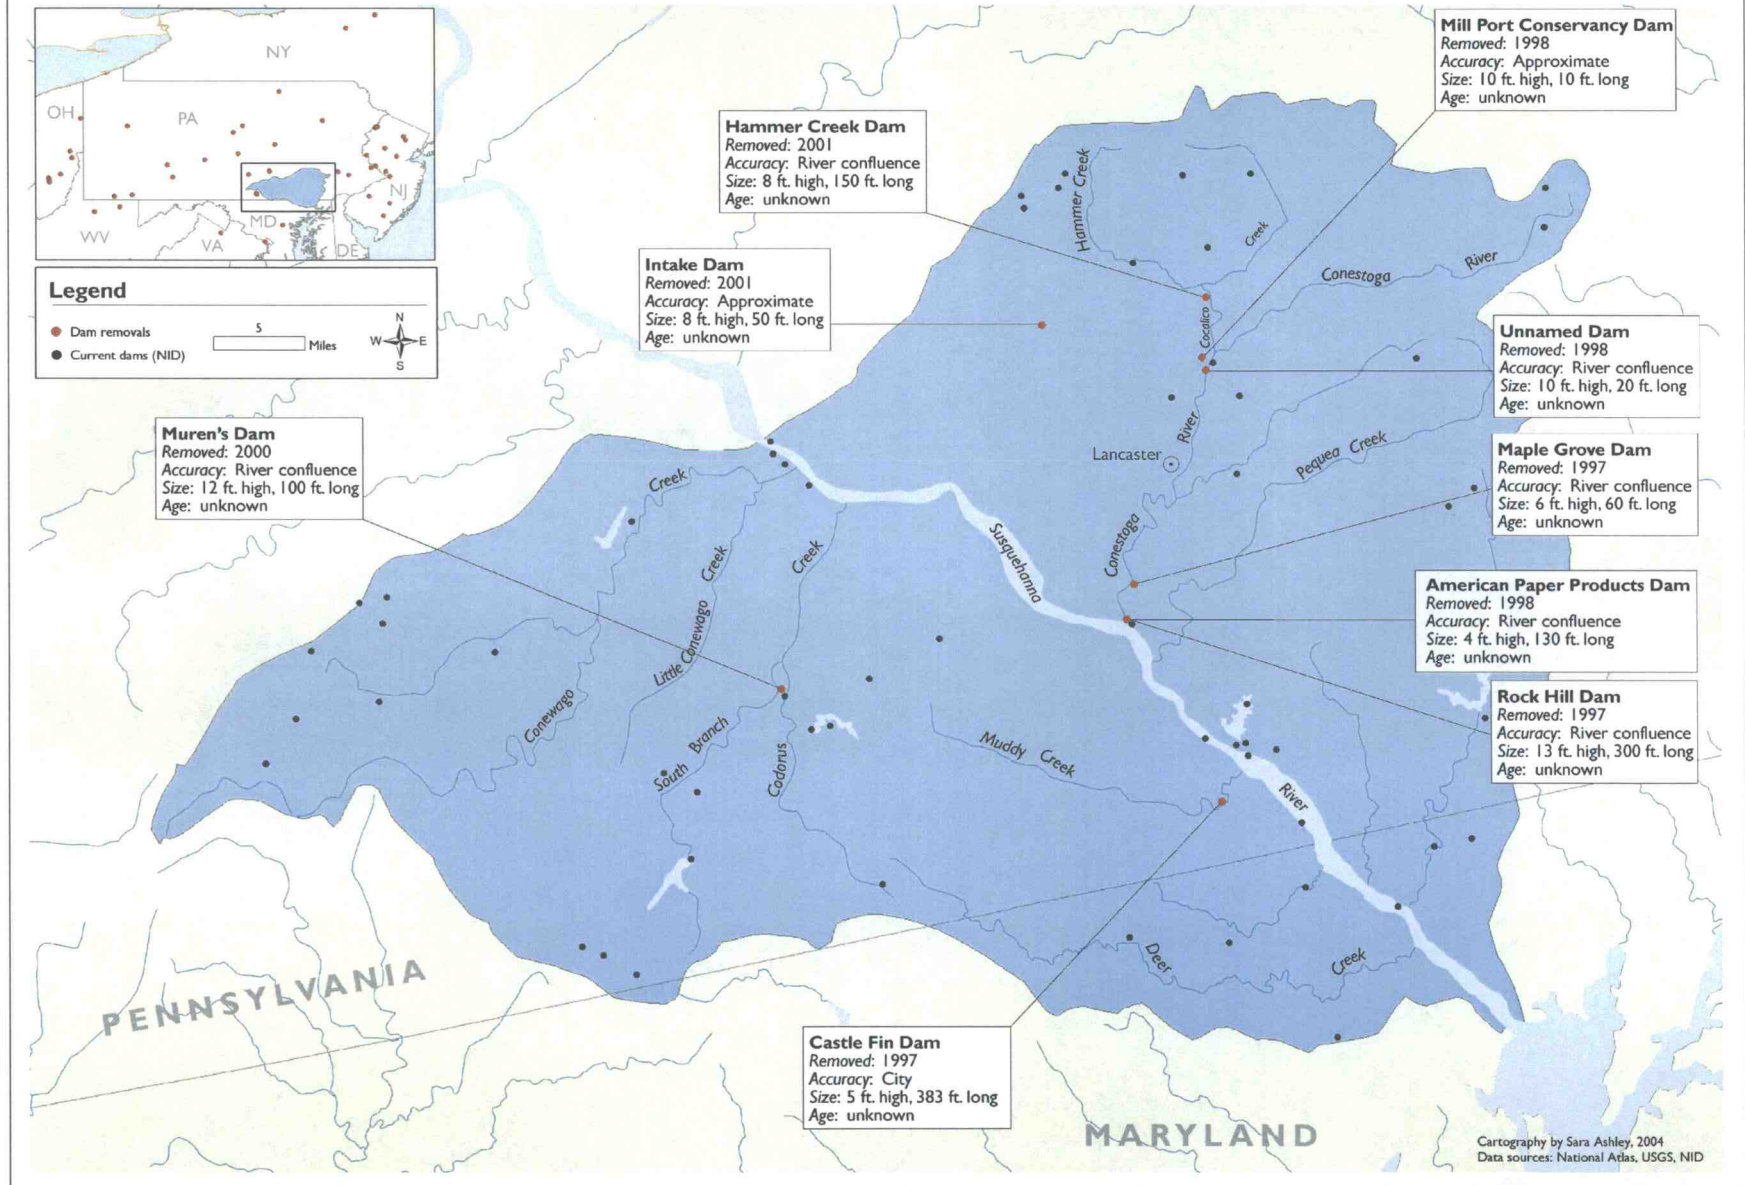 NY
OH
PA
NJ
MD
WV
VA
DE
Legend
Dam removals
Current dams (NID)
5
Miles
N
W
E
S
Mill Port Conservancy Dam
Removed: 1998
Accuracy: Approximate
Size: 10 ft. high, 10 ft. long
Age: unknown
Hammer Creek Dam
Removed: 2001
Accuracy: River confluence
Size: 8 ft. high, 150 ft. long
Age: unknown
Intake Dam
Removed: 2001
Accuracy: Approximate
Size: 8 ft. high, 50 ft. long
Age: unknown
Unnamed Dam
Removed: 1998
Accuracy: River confluence
Size: 10 ft. high, 20 ft. long
Age: unknown
Muren's Dam
Removed: 2000
Accuracy: River confluence
Size: 12 ft. high, 100 ft. long
Age: unknown
Maple Grove Dam
Removed: 1997
Accuracy: River confluence
Size: 6 ft. high, 60 ft. long
Age: unknown
American Paper Products Dam
Removed: 1998
Accuracy: River confluence
Size: 4 ft. high, 130 ft. long
Age: unknown
Rock Hill Dam
Removed: 1997
Accuracy: River confluence
Size: 13 ft. high, 300 ft. long
Age: unknown
Castle Fin Dam
Removed: 1997
Accuracy: City
Size: 5 ft. high, 383 ft. long
Age: unknown
Hammer Creek
Creek
Cocalico
Conestoga
River
Lancaster
River
Conestoga
Pequea Creek
Susquehanna
River
Creek
Conewago
Little Conewago
Creek
Creek
Codorus
South
Branch
Muddy
Creek
Deer
Creek
PENNSYLVANIA
MARYLAND
Cartography by Sara Ashley, 2004
Data sources: National Atlas, USGS, NID